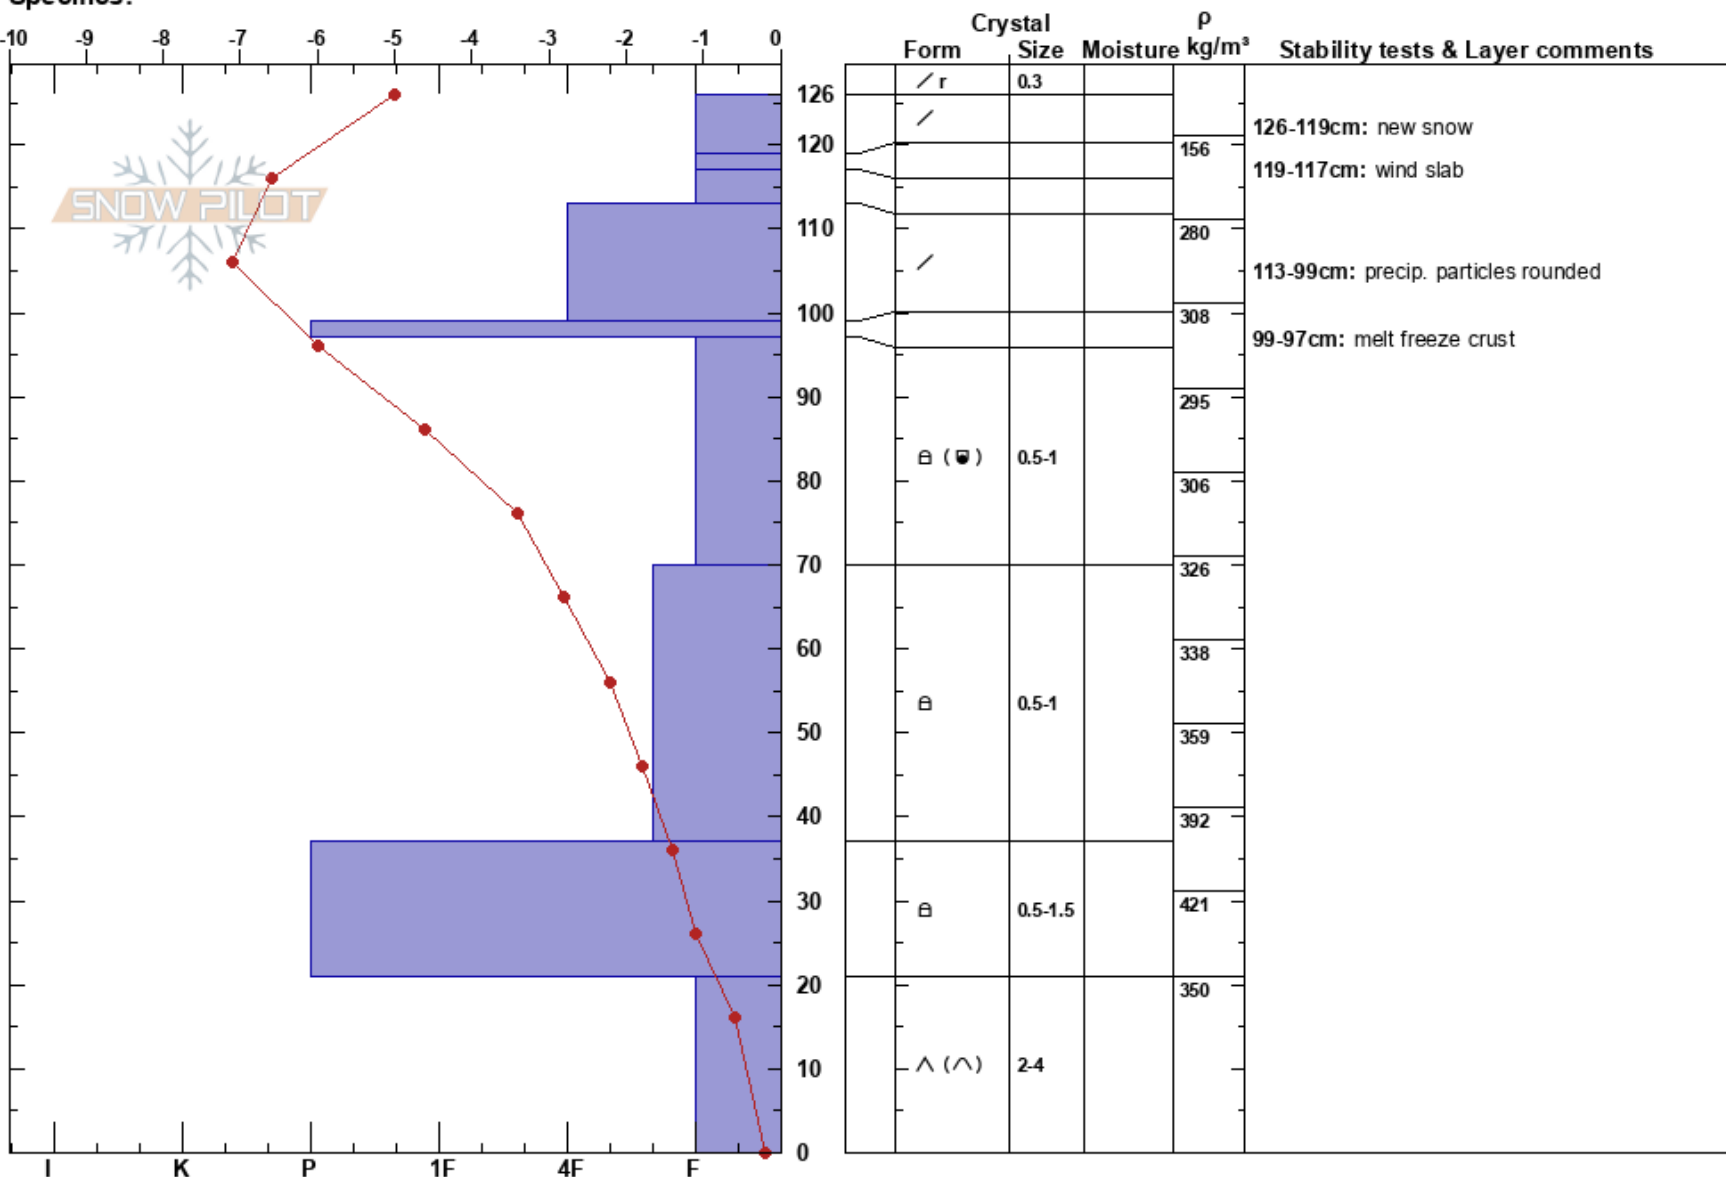 Specifics:
-10 -9 -8 -7 -6 -5 -4 -3 -2 -1 0
Crystal ρ
Form Size Moisture kg/m³ Stability tests & Layer comments
r 0.3
126
126-119cm: new snow
120 156
119-117cm: wind slab
SNOW PILOT
110 280
113-99cm: precip. particles rounded
100 308
99-97cm: melt freeze crust
90 295
( ) 0.5-1
80 306
70 326
60 338
0.5-1
50 359
40 392
30 421
0.5-1.5
20 350
10 ( ) 2-4
0
I K P 1F 4F F